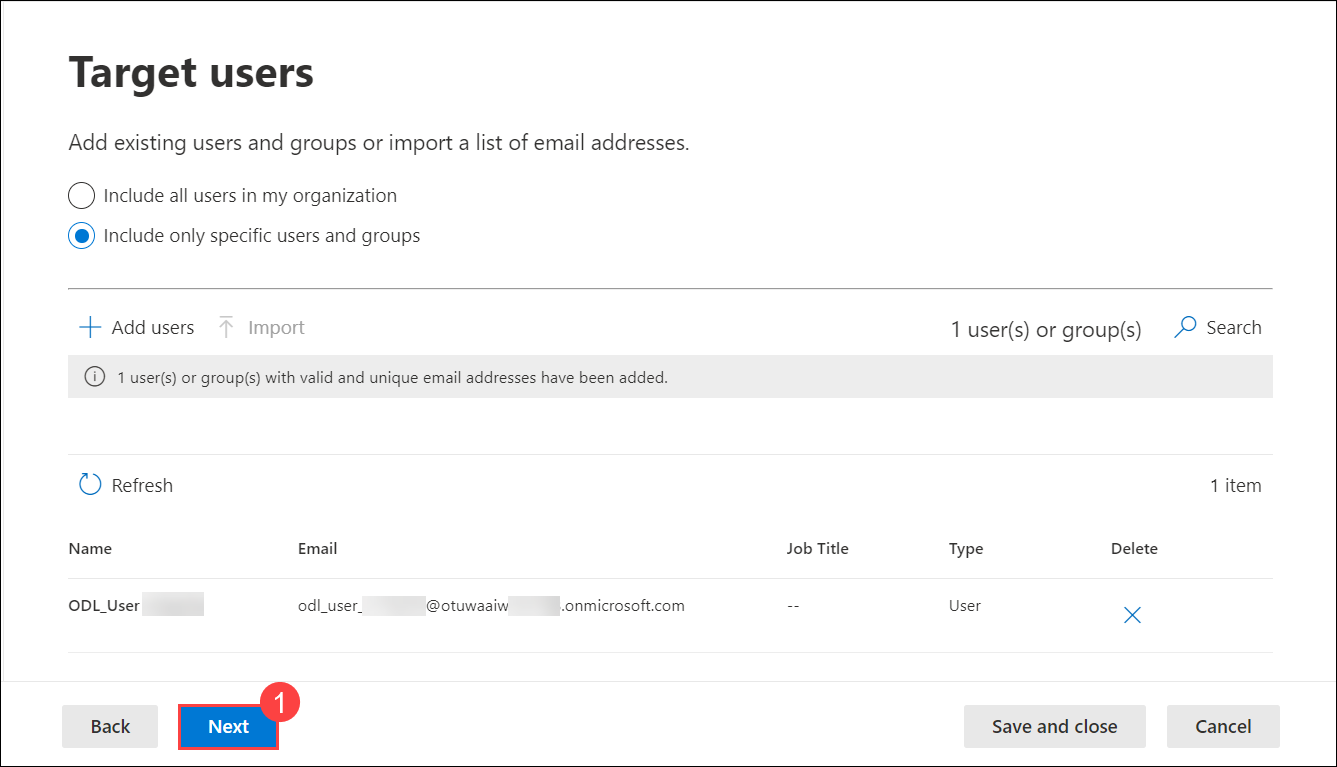 Target users
Add existing users and groups or import a list of email addresses.
Include all users in my organization
Include only specific users and groups
Add users Import 1 user(s) or group(s) Search
1 user(s) or group(s) with valid and unique email addresses have been added.
Refresh 1 item
Name Email Job Title Type Delete
ODL_User odl_user_ @otuwaaiw .onmicrosoft.com -- User
1
Back Next Save and close Cancel